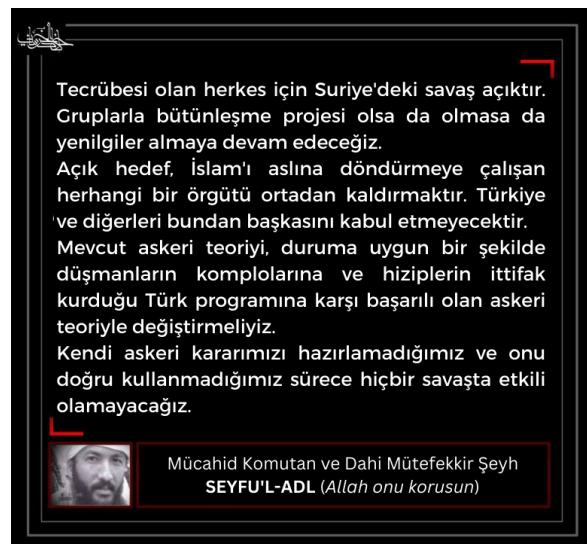 Tecrübesi olan herkes için Suriye'deki savaş açıktır.
Gruplarla bütünleşme projesi olsa da olmasa da
yenilgiler almaya devam edeceğiz.
Açık hedef, İslam'ı aslına döndürmeye çalışan
herhangi bir örgütü ortadan kaldırmaktır. Türkiye
ve diğerleri bundan başkasını kabul etmeyecektir.
Mevcut askeri teoriyi, duruma uygun bir şekilde
düşmanların komplolarına ve hiziplerin ittifak
kurduğu Türk programına karşı başarılı olan askeri
teoriyle değiştirmeliyiz.
Kendi askeri kararımızı hazırlamadığımız ve onu
doğru kullanmadığımız sürece hiçbir savaşta etkili
olamayacağız.
Mücahid Komutan ve Dahi Mütefekkir Şeyh
SEYFU'L-ADL (Allah onu korusun)